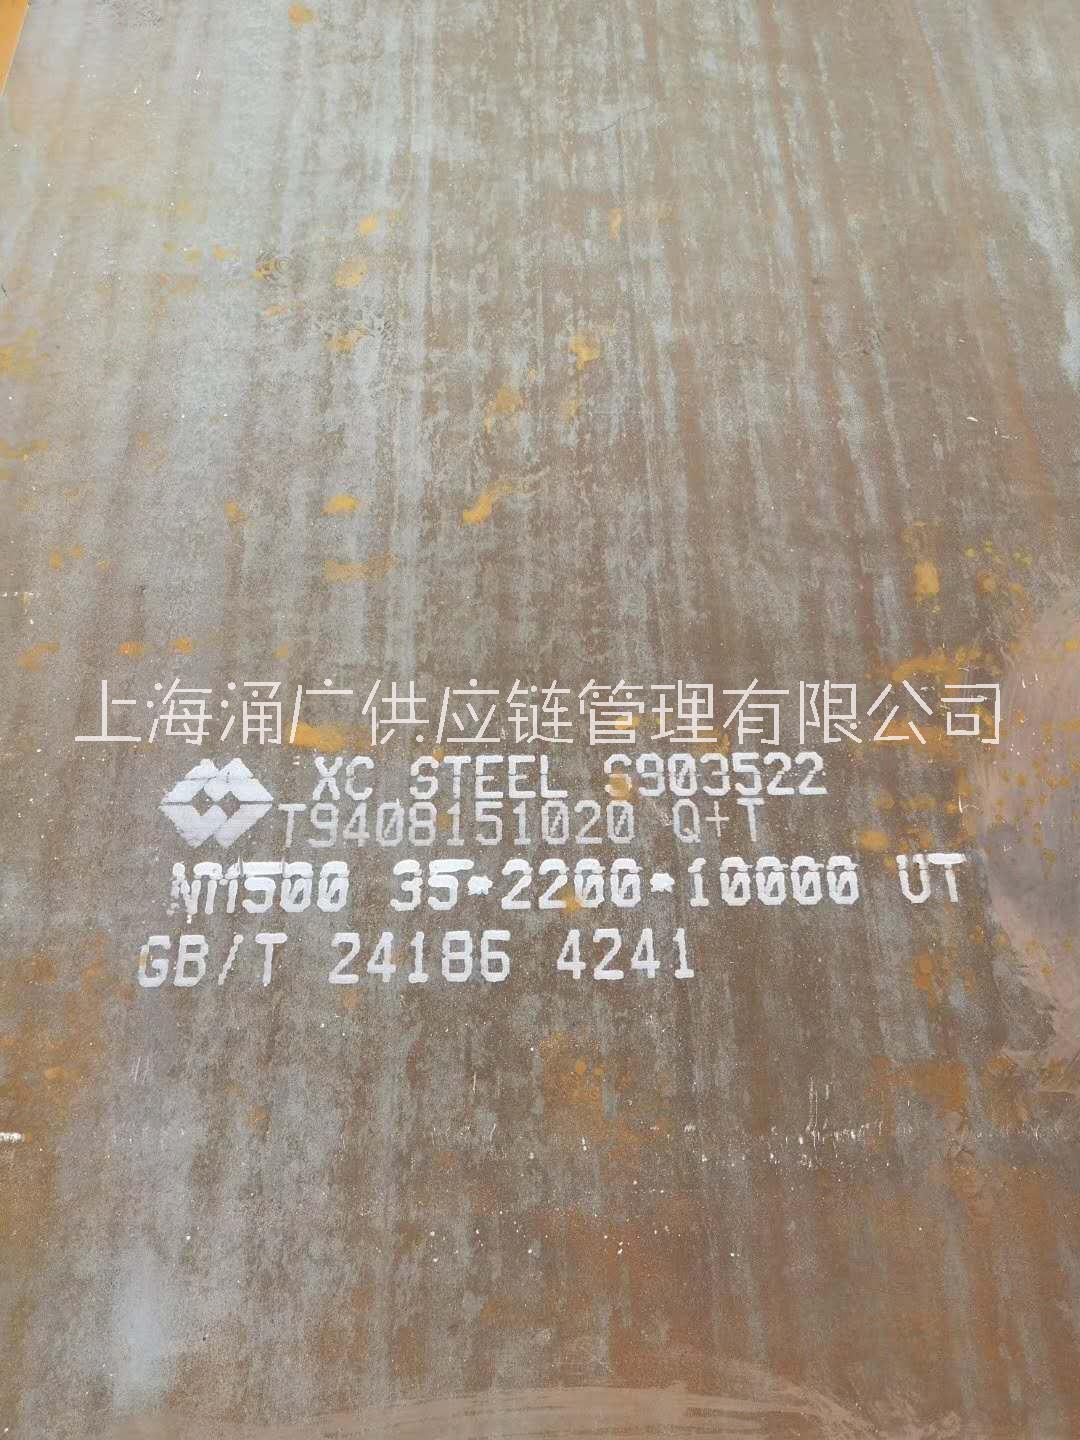 上海涌广供应链管理有限公司
XC STEEL S903522
T9408151020 Q+T
NM500 35*2200*10000 UT
GB/T 24186 4241